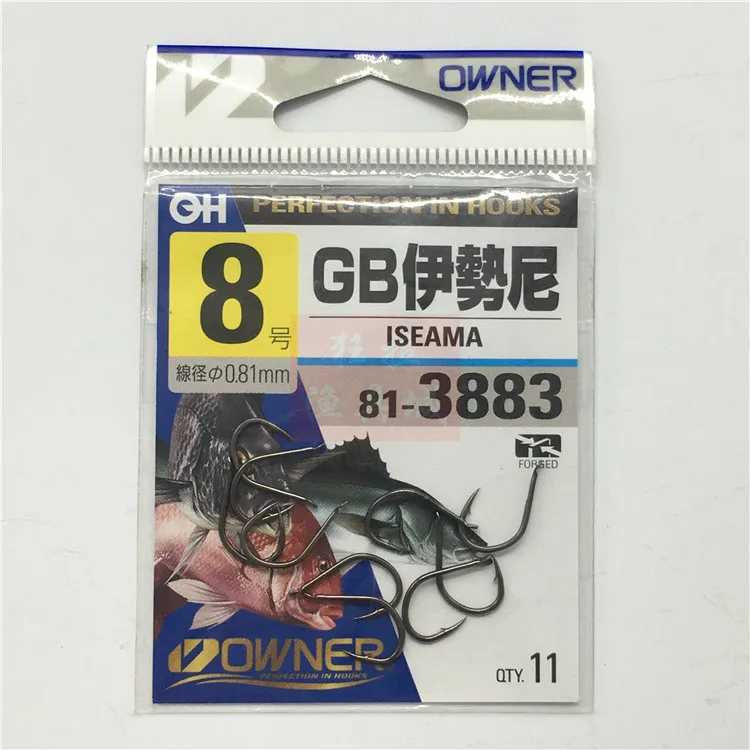 OWNER
OH PERFECTION IN HOOKS
8号
GB伊勢尼
ISEAMA
線径φ0.81mm
81-3883
FORGED
OWNER
PERFECTION IN HOOKS
QTY. 11